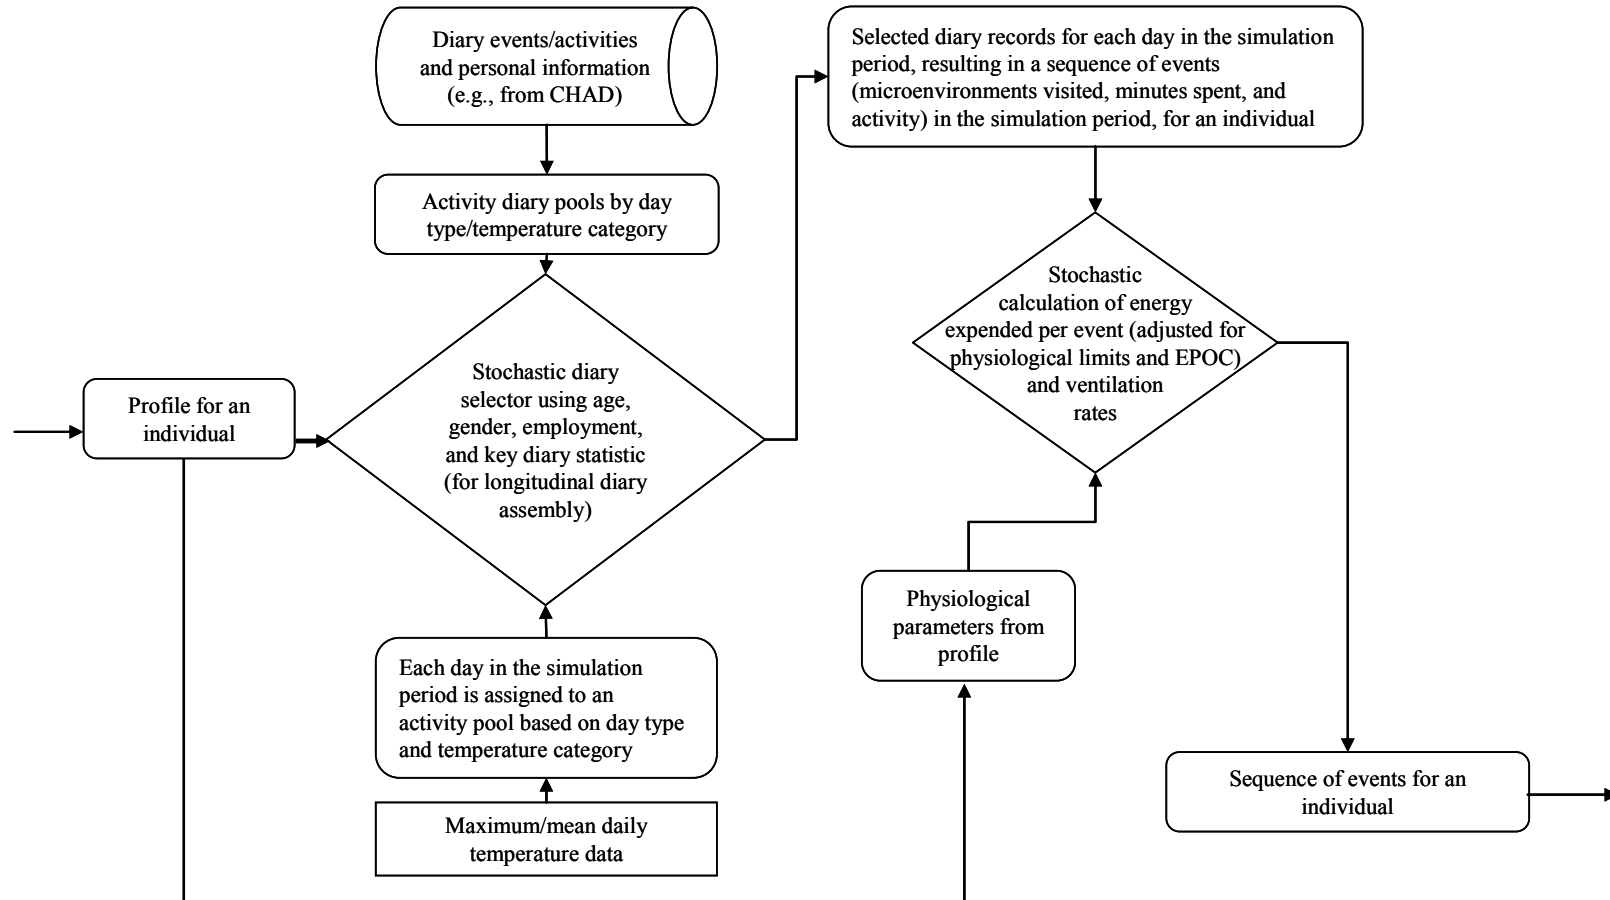 Diary events/activities
and personal information
(e.g., from CHAD)
Activity diary pools by day
type/temperature category
Profile for an
individual
Stochastic diary
selector using age,
gender, employment,
and key diary statistic
(for longitudinal diary
assembly)
Each day in the simulation
period is assigned to an
activity pool based on day type
and temperature category
Maximum/mean daily
temperature data
Selected diary records for each day in the simulation
period, resulting in a sequence of events
(microenvironments visited, minutes spent, and
activity) in the simulation period, for an individual
Stochastic
calculation of energy
expended per event (adjusted for
physiological limits and EPOC)
and ventilation
rates
Physiological
parameters from
profile
Sequence of events for an
individual